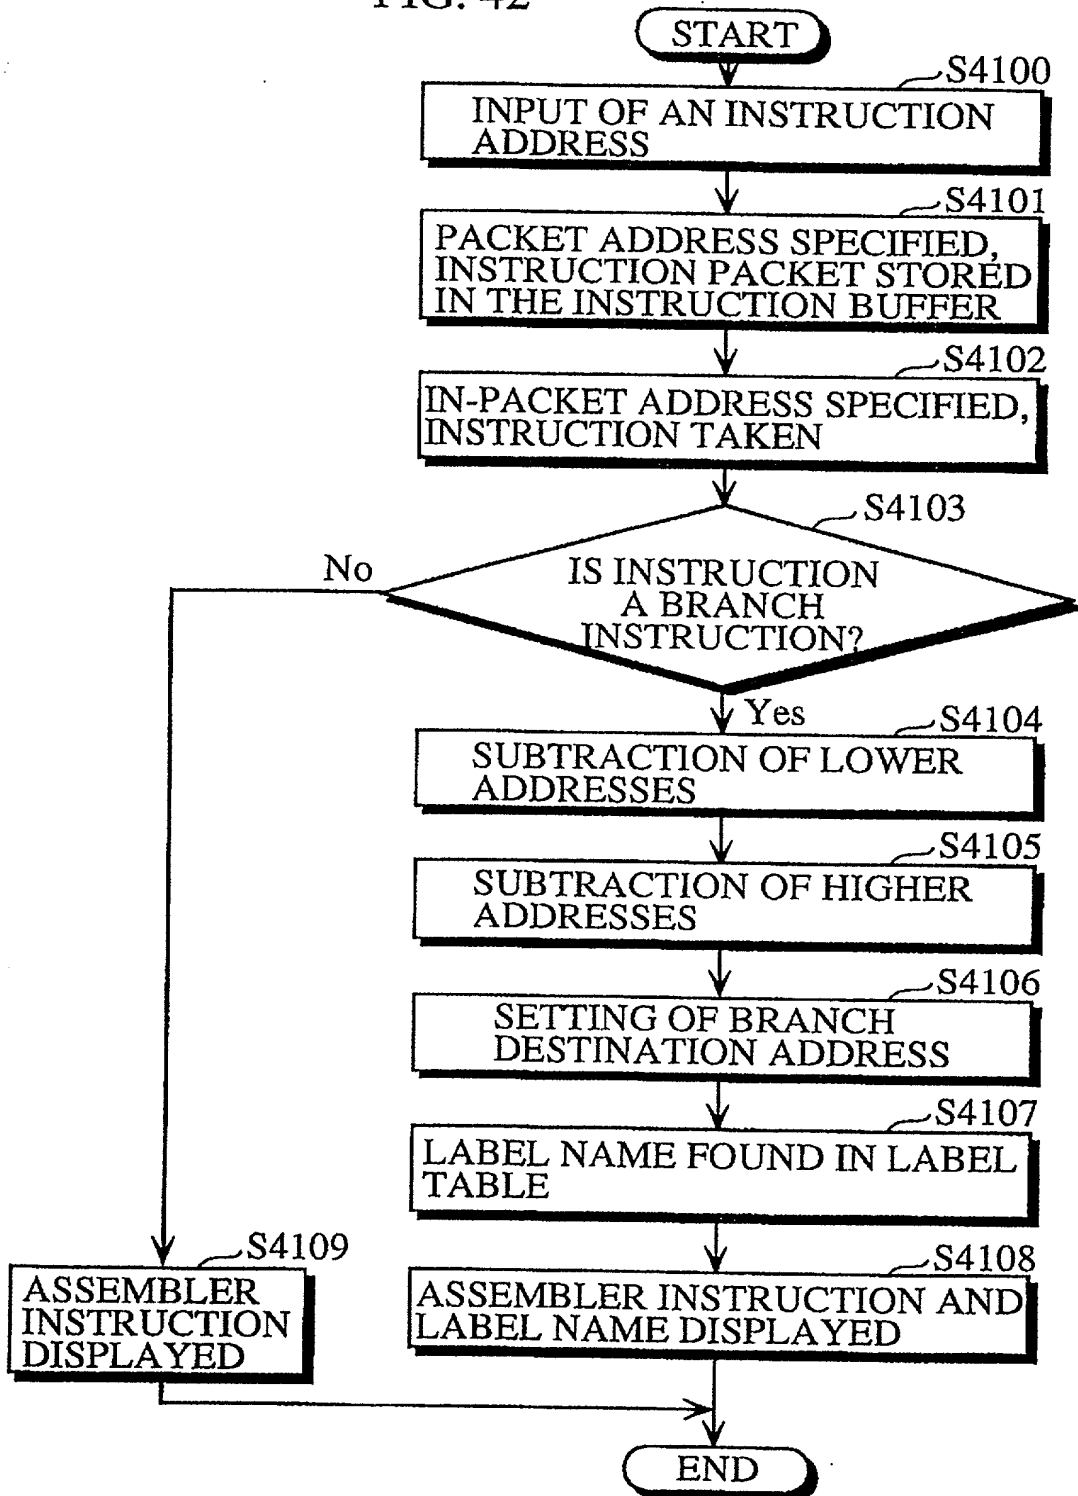 FIG. 42
START
S4100
INPUT OF AN INSTRUCTION
ADDRESS
S4101
PACKET ADDRESS SPECIFIED,
INSTRUCTION PACKET STORED
IN THE INSTRUCTION BUFFER
S4102
IN-PACKET ADDRESS SPECIFIED,
INSTRUCTION TAKEN
S4103
No
IS INSTRUCTION
A BRANCH
INSTRUCTION?
Yes
S4104
SUBTRACTION OF LOWER
ADDRESSES
S4105
SUBTRACTION OF HIGHER
ADDRESSES
S4106
SETTING OF BRANCH
DESTINATION ADDRESS
S4107
LABEL NAME FOUND IN LABEL
TABLE
S4109
ASSEMBLER
INSTRUCTION
DISPLAYED
S4108
ASSEMBLER INSTRUCTION AND
LABEL NAME DISPLAYED
END